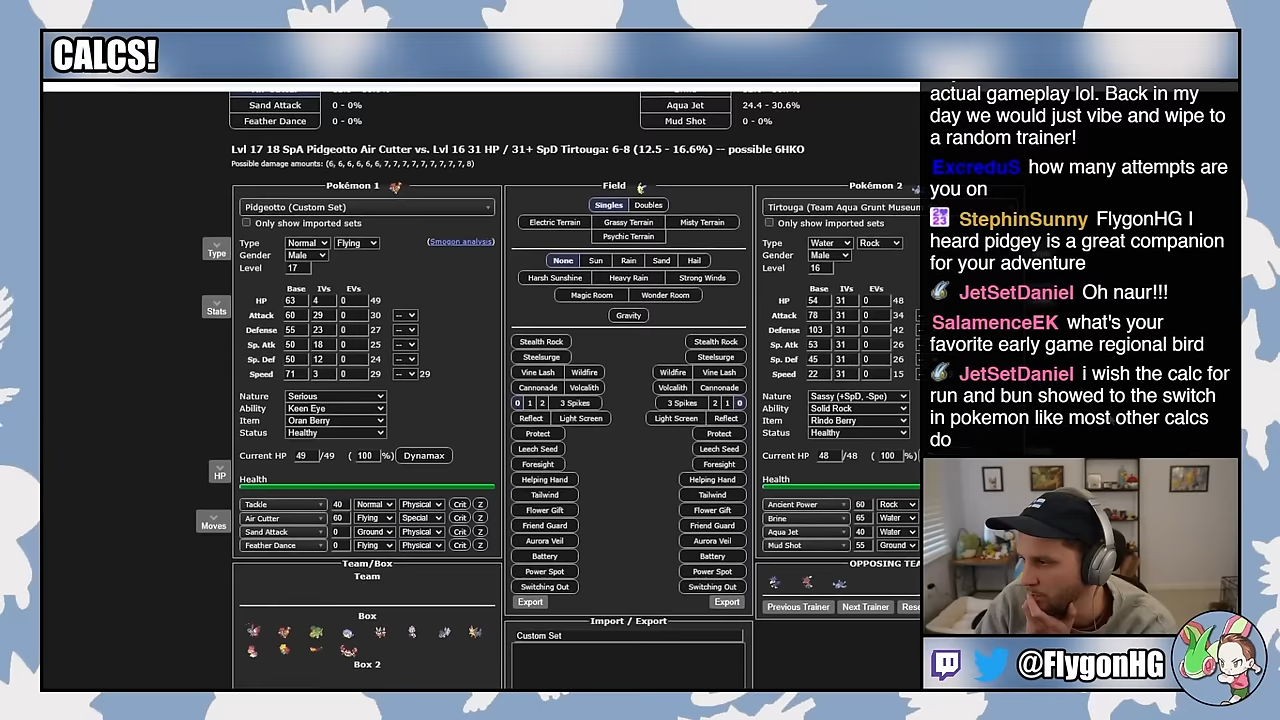 CALCS!
Sand Attack 0 - 0%
Feather Dance 0 - 0%
Aqua Jet 24.4 - 30.6%
Mud Shot 0 - 0%
Lvl 17 18 SpA Pidgeotto Air Cutter vs. Lvl 16 31 HP / 31+ SpD Tirtouga: 6-8 (12.5 - 16.6%) -- possible 6HKO
Possible damage amounts: (6, 6, 6, 6, 6, 6, 7, 7, 7, 7, 7, 7, 7, 7, 7, 8)
Pokémon 1
Pidgeotto (Custom Set)
Only show imported sets
Type Normal Flying (Smogon analysis)
Gender Male
Level 17
Base IVs EVs
HP 63 4 0 49
Attack 60 29 0 30 --
Defense 55 23 0 27 --
Sp. Atk 50 18 0 25 --
Sp. Def 50 12 0 24 --
Speed 71 3 0 29 -- 29
Nature Serious
Ability Keen Eye
Item Oran Berry
Status Healthy
Current HP 49 /49 ( 100 %) Dynamax
Health
Tackle 40 Normal Physical Crit Z
Air Cutter 60 Flying Special Crit Z
Sand Attack 0 Ground Physical Crit Z
Feather Dance 0 Flying Physical Crit Z
Type
Stats
HP
Moves
Team/Box
Team
Box
Box 2
Field
Singles Doubles
Electric Terrain Grassy Terrain Misty Terrain
Psychic Terrain
None Sun Rain Sand Hail
Harsh Sunshine Heavy Rain Strong Winds
Magic Room Wonder Room
Gravity
Stealth Rock Stealth Rock
Steelsurge Steelsurge
Vine Lash Wildfire Wildfire Vine Lash
Cannonade Volcalith Volcalith Cannonade
0 1 2 3 Spikes 3 Spikes 2 1 0
Reflect Light Screen Light Screen Reflect
Protect Protect
Leech Seed Leech Seed
Foresight Foresight
Helping Hand Helping Hand
Tailwind Tailwind
Flower Gift Flower Gift
Friend Guard Friend Guard
Aurora Veil Aurora Veil
Battery Battery
Power Spot Power Spot
Switching Out Switching Out
Export Export
Import / Export
Custom Set
Pokémon 2
Tirtouga (Team Aqua Grunt Museum
Only show imported sets
Type Water Rock
Gender Male
Level 16
Base IVs EVs
HP 54 31 0 48
Attack 78 31 0 34
Defense 103 31 0 42
Sp. Atk 53 31 0 26
Sp. Def 45 31 0 26
Speed 22 31 0 15
Nature Sassy (+SpD, -Spe)
Ability Solid Rock
Item Rindo Berry
Status Healthy
Current HP 48 /48 ( 100 %)
Health
Ancient Power 60 Rock
Brine 65 Water
Aqua Jet 40 Water
Mud Shot 55 Ground
OPPOSING TEA
Previous Trainer Next Trainer Rese
actual gameplay lol. Back in my
day we would just vibe and wipe to
a random trainer!
ExcreduS how many attempts are
you on
StephinSunny FlygonHG I
heard pidgey is a great companion
for your adventure
JetSetDaniel Oh naur!!!
SalamenceEK what's your
favorite early game regional bird
JetSetDaniel i wish the calc for
run and bun showed to the switch
in pokemon like most other calcs
do
@FlygonHG